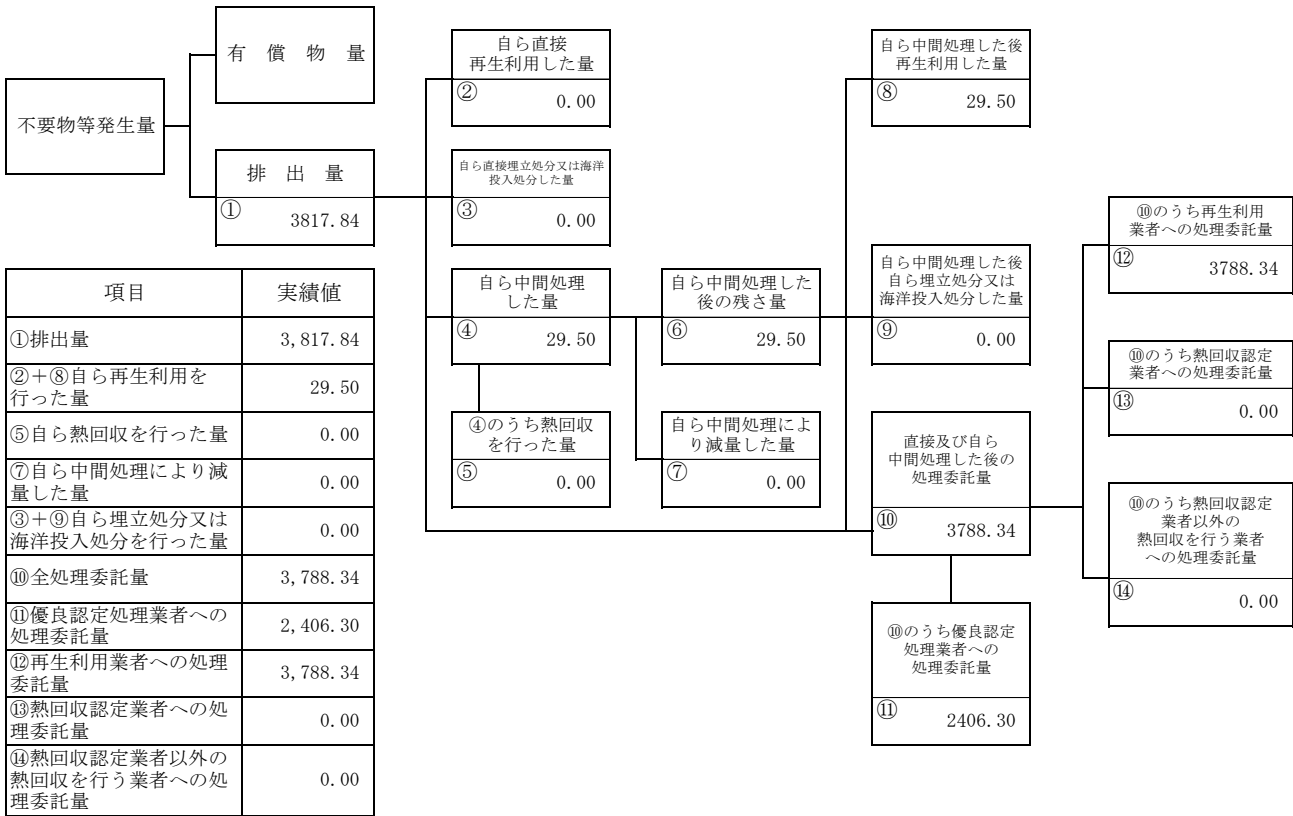 有 償 物 量
不要物等発生量
排 出 量
① 3817.84
自ら直接
再生利用した量
② 0.00
自ら直接埋立処分又は海洋
投入処分した量
③ 0.00
自ら中間処理
した量
④ 29.50
④のうち熱回収
を行った量
⑤ 0.00
自ら中間処理した
後の残さ量
⑥ 29.50
自ら中間処理によ
り減量した量
⑦ 0.00
自ら中間処理した後
再生利用した量
⑧ 29.50
自ら中間処理した後
自ら埋立処分又は
海洋投入処分した量
⑨ 0.00
直接及び自ら
中間処理した後の
処理委託量
⑩ 3788.34
⑩のうち優良認定
処理業者への
処理委託量
⑪ 2406.30
⑩のうち再生利用
業者への処理委託量
⑫ 3788.34
⑩のうち熱回収認定
業者への処理委託量
⑬ 0.00
⑩のうち熱回収認定
業者以外の
熱回収を行う業者
への処理委託量
⑭ 0.00
項目 実績値
①排出量 3,817.84
②+⑧自ら再生利用を
行った量 29.50
⑤自ら熱回収を行った量 0.00
⑦自ら中間処理により減
量した量 0.00
③+⑨自ら埋立処分又は
海洋投入処分を行った量 0.00
⑩全処理委託量 3,788.34
⑪優良認定処理業者への
処理委託量 2,406.30
⑫再生利用業者への処理
委託量 3,788.34
⑬熱回収認定業者への処
理委託量 0.00
⑭熱回収認定業者以外の
熱回収を行う業者への処
理委託量 0.00